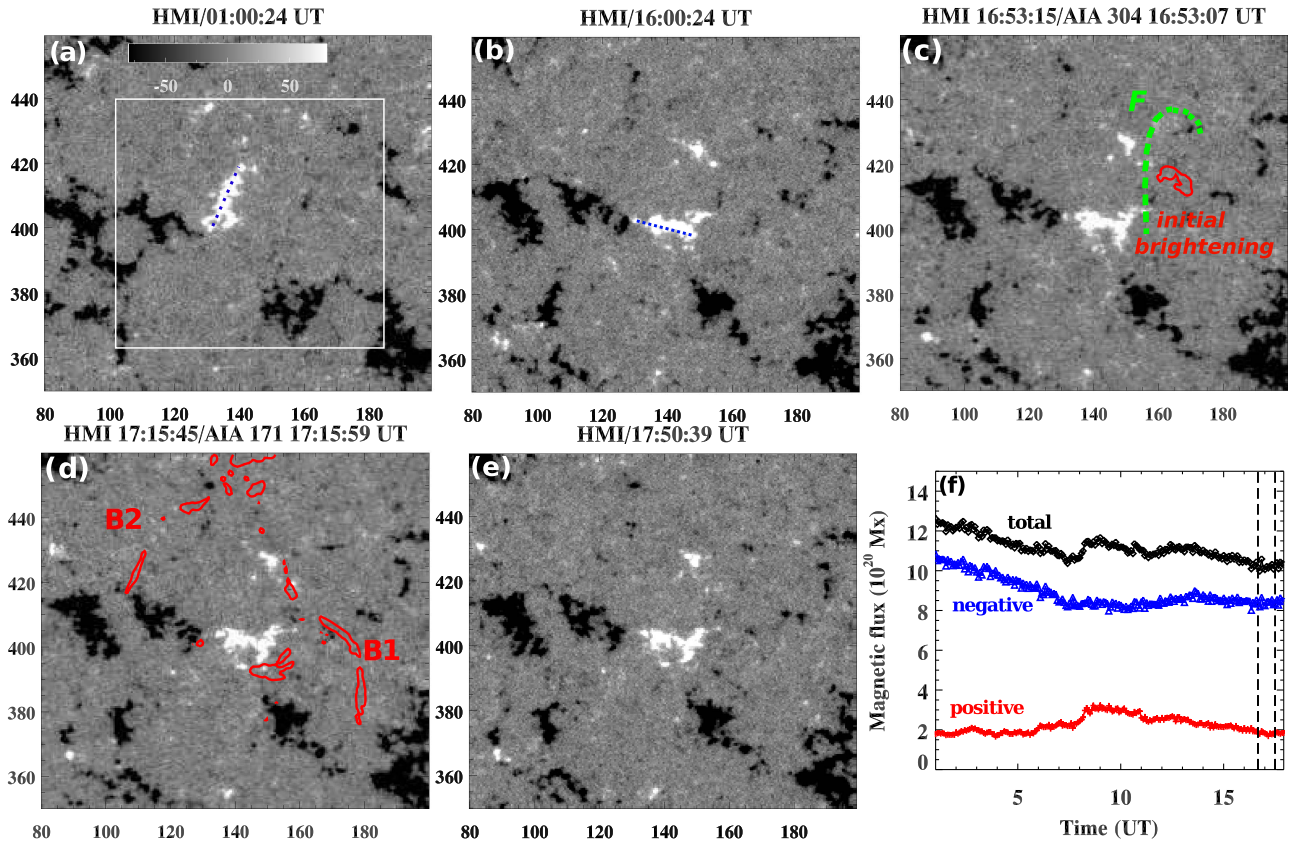 HMI/01:00:24 UT
HMI/16:00:24 UT
HMI 16:53:15/AIA 304 16:53:07 UT
(a)
-50 0 50
440
420
400
380
360
80 100 120 140 160 180
(b)
440
420
400
380
360
80 100 120 140 160 180
(c)
F
initial
brightening
440
420
400
380
360
80 100 120 140 160 180
HMI 17:15:45/AIA 171 17:15:59 UT
HMI/17:50:39 UT
(d)
B2
B1
440
420
400
380
360
80 100 120 140 160 180
(e)
440
420
400
380
360
80 100 120 140 160 180
(f)
total
negative
positive
Magnetic flux (10²⁰ Mx)
14
12
10
8
6
4
2
0
5 10 15
Time (UT)